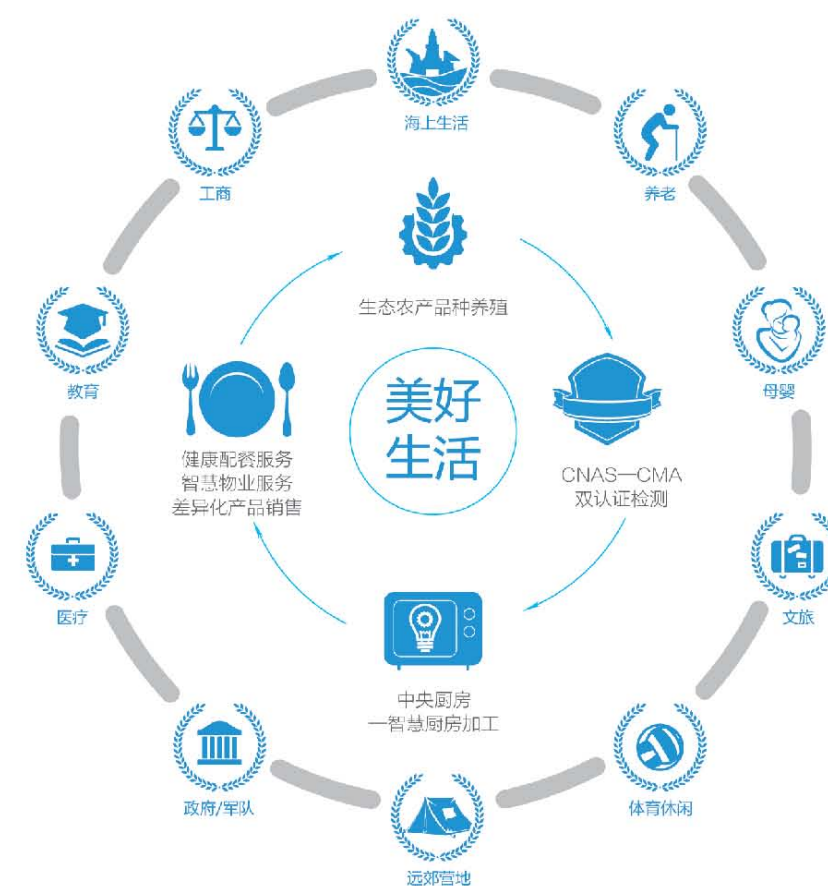 海上生活
工商
养老
生态农产品种养殖
教育
母婴
美好
生活
健康配餐服务
智慧物业服务
差异化产品销售
CNAS—CMA
双认证检测
医疗
文旅
中央厨房
—智慧厨房加工
政府/军队
体育休闲
远郊营地